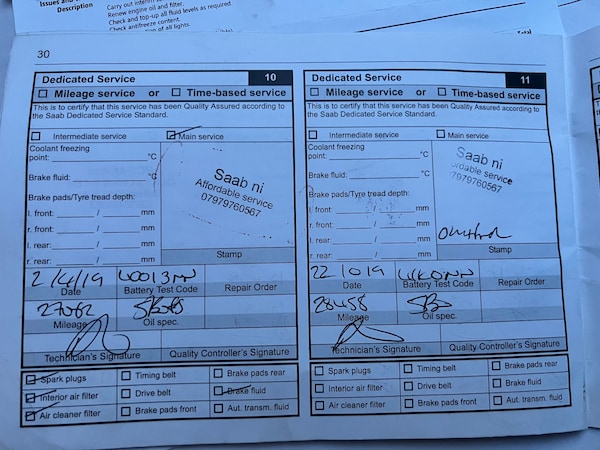 Issues and
Description
Carry out interim
Renew engine oil and filter.
Check and top-up all fluid levels as required.
Check antifreeze content.
of all lights.
30
Dedicated Service 10
Mileage service or Time-based service
This is to certify that this service has been Quality Assured according to
the Saab Dedicated Service Standard.
Intermediate service Main service
Coolant freezing
point: °C
Brake fluid: °C
Brake pads/Tyre tread depth:
l. front: / mm
r. front: / mm
l. rear: / mm
r. rear: / mm
Saab ni
Affordable service
07979760567
Stamp
2/4/19
Date Battery Test Code Repair Order
27062
Mileage Oil spec.
Technician's Signature Quality Controller's Signature
Spark plugs Timing belt Brake pads rear
Interior air filter Drive belt Brake fluid
Air cleaner filter Brake pads front Aut. transm. fluid
Dedicated Service 11
Mileage service or Time-based service
This is to certify that this service has been Quality Assured according to
the Saab Dedicated Service Standard.
Intermediate service Main service
Coolant freezing
point: °C
Brake fluid: °C
Brake pads/Tyre tread depth:
l. front: / mm
r. front: / mm
l. rear: / mm
r. rear: / mm
Saab ni
ordable service
7979760567
Stamp
22 10 19
Date Battery Test Code Repair Order
28458
Mileage Oil spec.
Technician's Signature Quality Controller's Signature
Spark plugs Timing belt Brake pads rear
Interior air filter Drive belt Brake fluid
Air cleaner filter Brake pads front Aut. transm. fluid